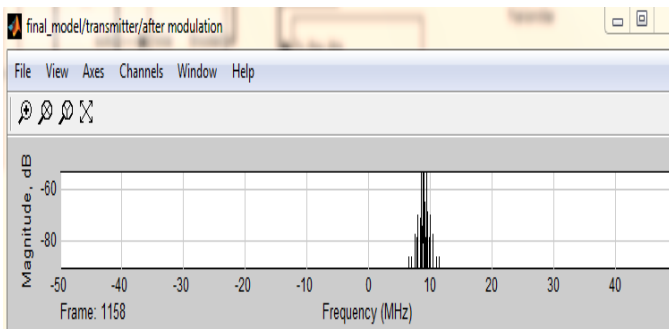 final_model/transmitter/after modulation
File View Axes Channels Window Help
Magnitude, dB
-60
-80
-50 -40 -30 -20 -10 0 10 20 30 40
Frame: 1158 Frequency (MHz)